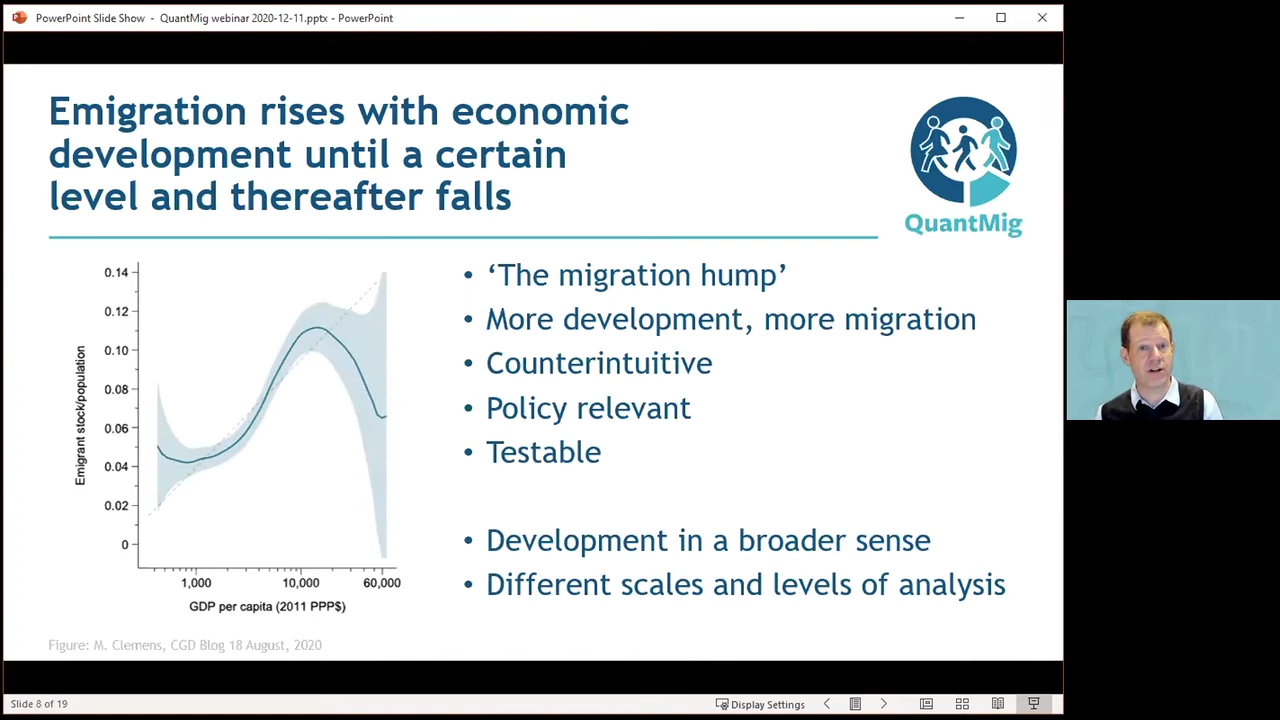 PowerPoint Slide Show - QuantMig webinar 2020-12-11.pptx - PowerPoint
Emigration rises with economic
development until a certain
level and thereafter falls
QuantMig
0.14
0.12
0.10
0.08
0.06
0.04
0.02
0
Emigrant stock/population
1,000
10,000
60,000
GDP per capita (2011 PPP$)
• ‘The migration hump’
• More development, more migration
• Counterintuitive
• Policy relevant
• Testable
• Development in a broader sense
• Different scales and levels of analysis
Figure: M. Clemens, CGD Blog 18 August, 2020
Slide 8 of 19
Display Settings